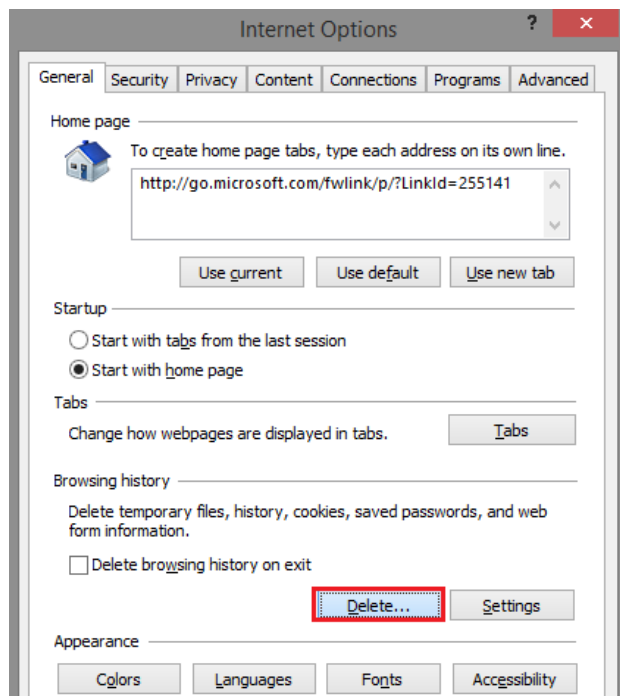 Internet Options ? ×
General Security Privacy Content Connections Programs Advanced
Home page
To create home page tabs, type each address on its own line.
http://go.microsoft.com/fwlink/p/?LinkId=255141
Use current Use default Use new tab
Startup
Start with tabs from the last session
Start with home page
Tabs
Change how webpages are displayed in tabs. Tabs
Browsing history
Delete temporary files, history, cookies, saved passwords, and web
form information.
Delete browsing history on exit
Delete... Settings
Appearance
Colors Languages Fonts Accessibility